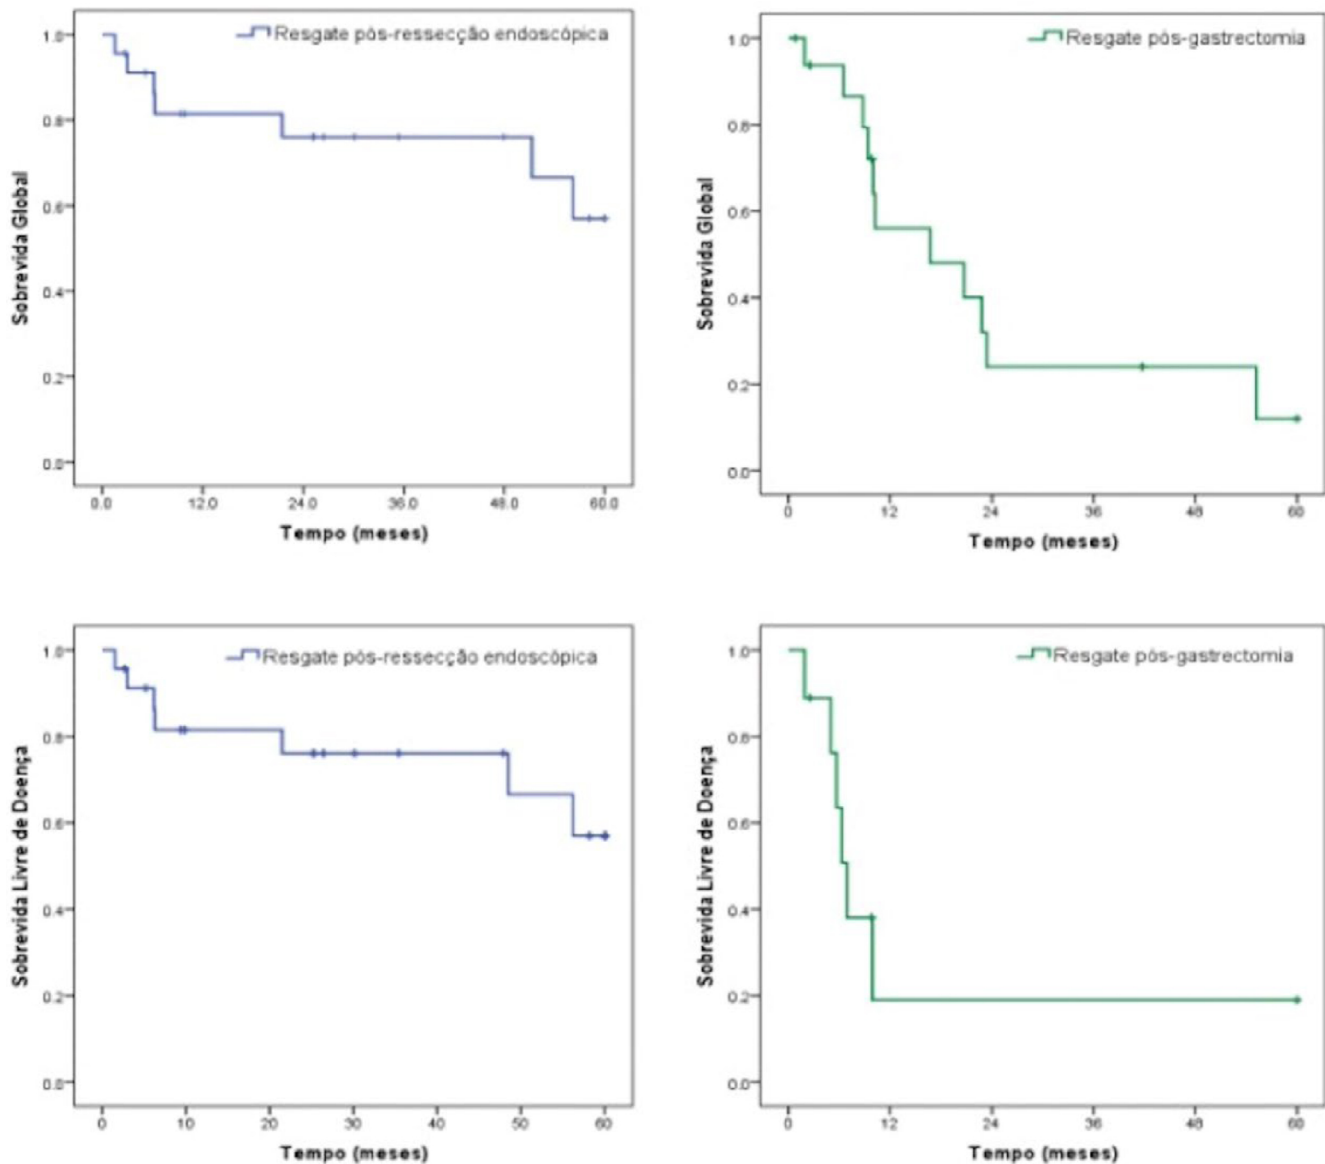 Resgate pós-ressecção endoscópica
1.0
0.8
0.6
0.4
0.2
0.0
Sobrevida Global
0.0 12.0 24.0 36.0 48.0 60.0
Tempo (meses)
Resgate pós-gastrectomia
1.0
0.8
0.6
0.4
0.2
0.0
Sobrevida Global
0 12 24 36 48 60
Tempo (meses)
Resgate pós-ressecção endoscópica
1.0
0.8
0.6
0.4
0.2
0.0
Sobrevida Livre de Doença
0 10 20 30 40 50 60
Tempo (meses)
Resgate pós-gastrectomia
1.0
0.8
0.6
0.4
0.2
0.0
Sobrevida Livre de Doença
0 12 24 36 48 60
Tempo (meses)